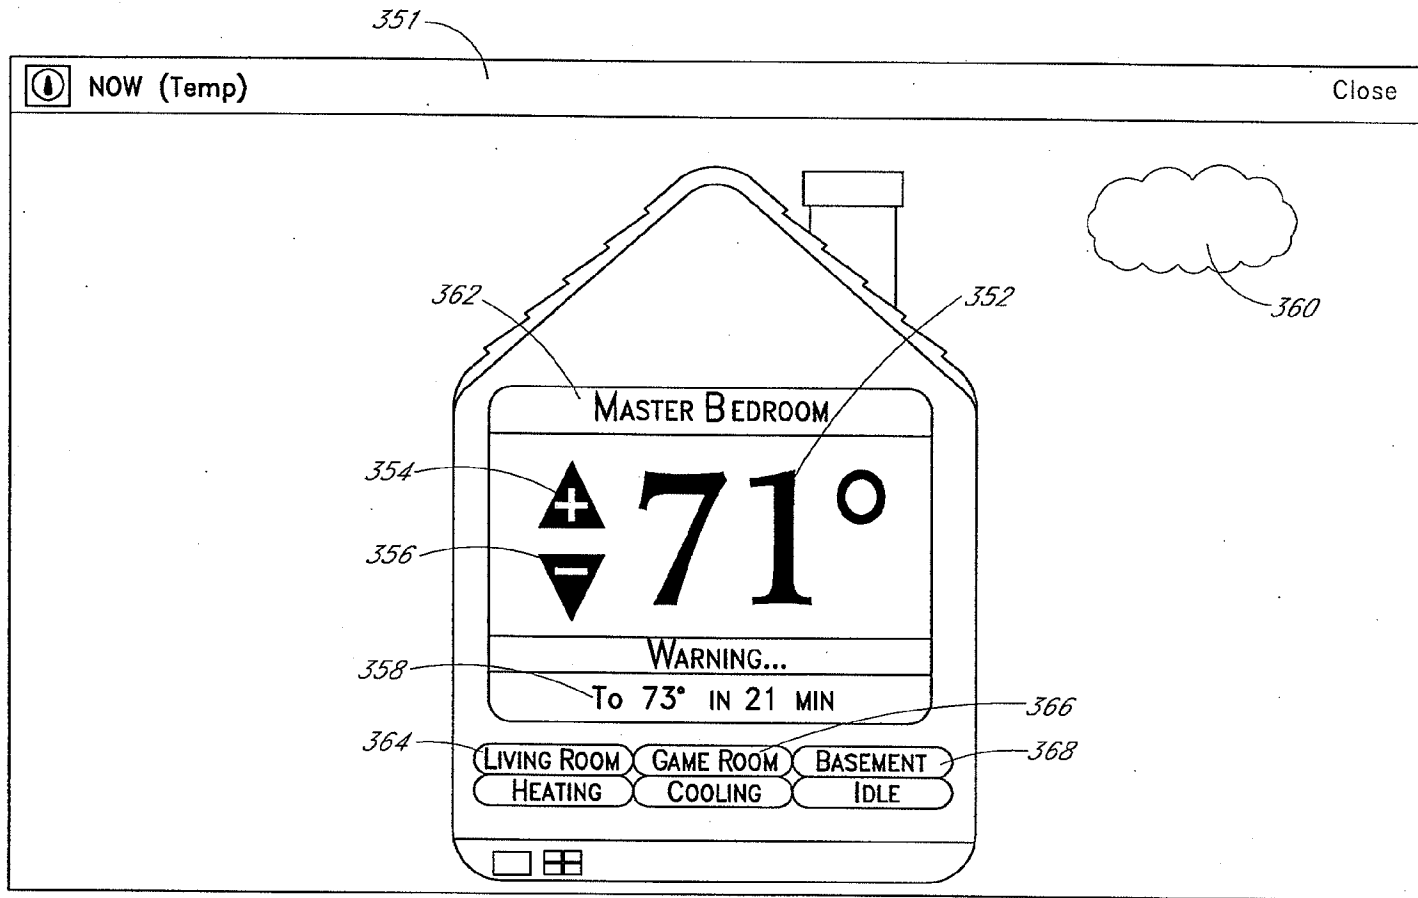 351
NOW (Temp) Close
362 352 360
MASTER BEDROOM
354 71°
356
WARNING...
358 TO 73° IN 21 MIN
366
364 LIVING ROOM GAME ROOM BASEMENT 368
HEATING COOLING IDLE